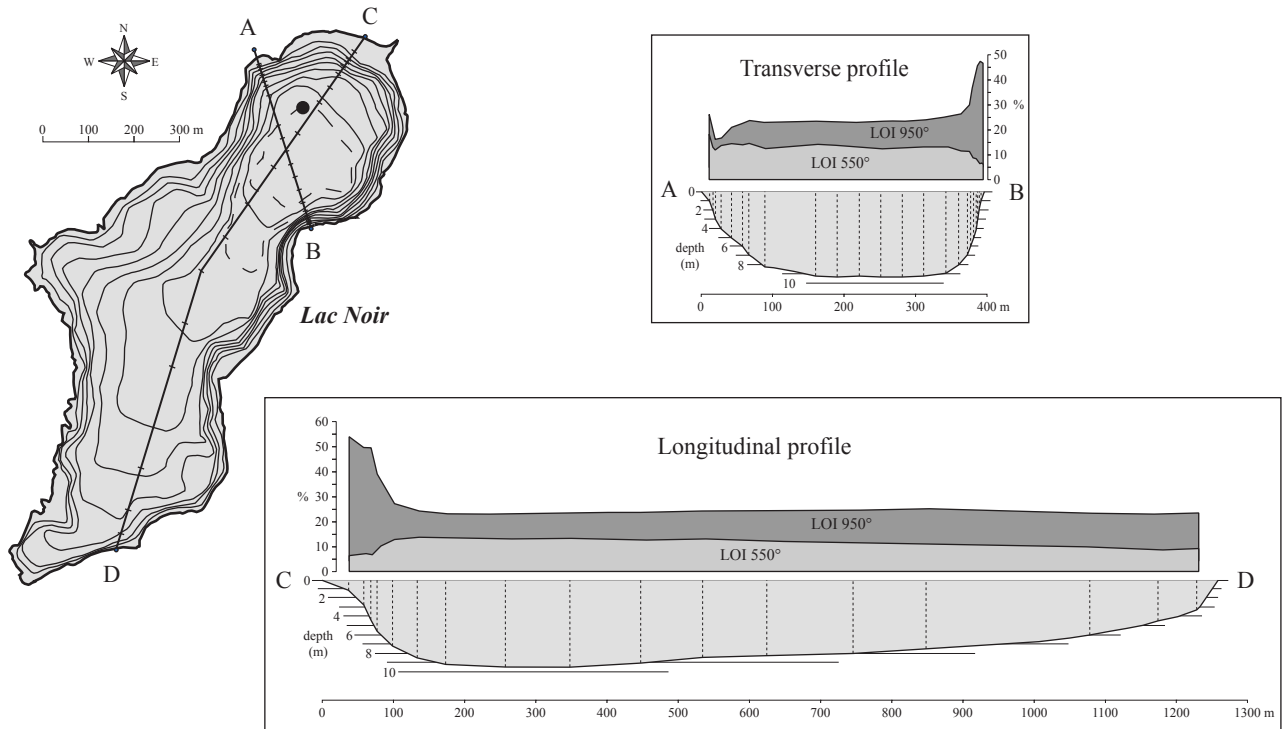 A
C
N
W E
S
0 100 200 300 m
B
Lac Noir
D
Transverse profile
50
40
30
%
20
10
0
LOI 950°
LOI 550°
A
B
0
2
4
6
8
10
depth
(m)
0 100 200 300 400 m
Longitudinal profile
60
50
40
%
30
20
10
0
LOI 950°
LOI 550°
C
D
0
2
4
6
8
10
depth
(m)
0 100 200 300 400 500 600 700 800 900 1000 1100 1200 1300 m